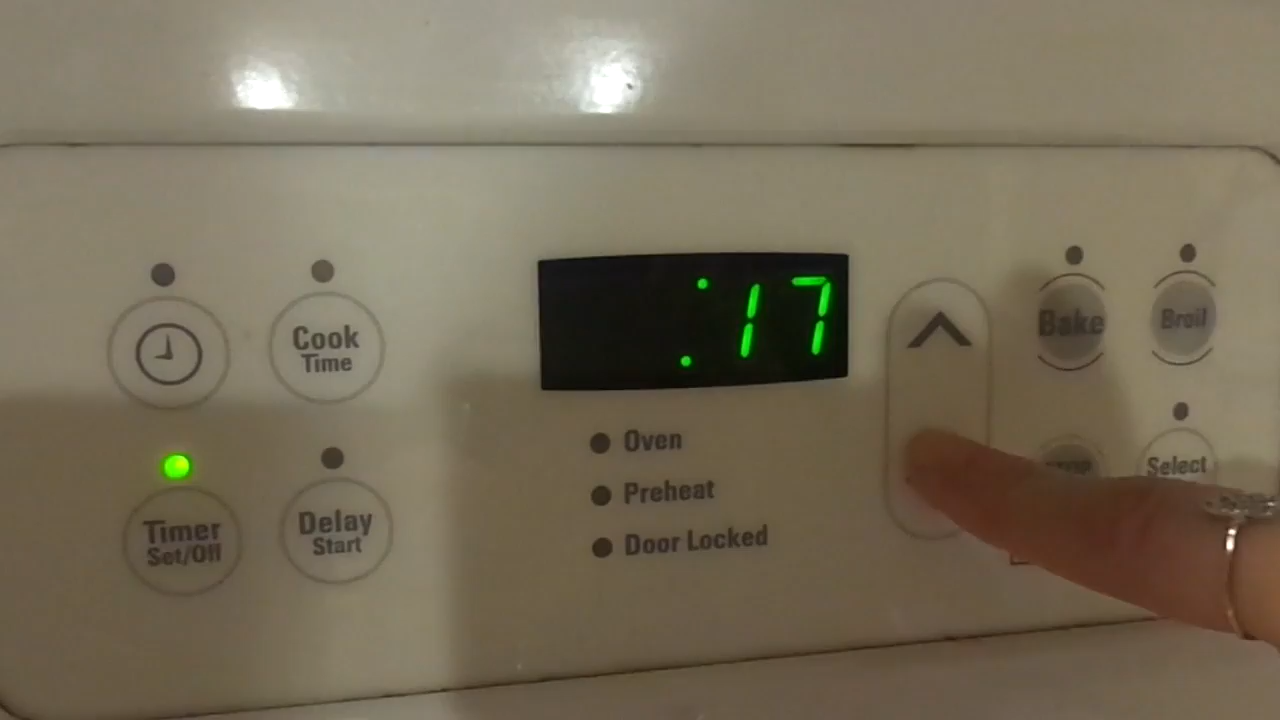 :17
Cook
Time
Bake
Broil
Oven
Preheat
Door Locked
Timer
Set/Off
Delay
Start
Select